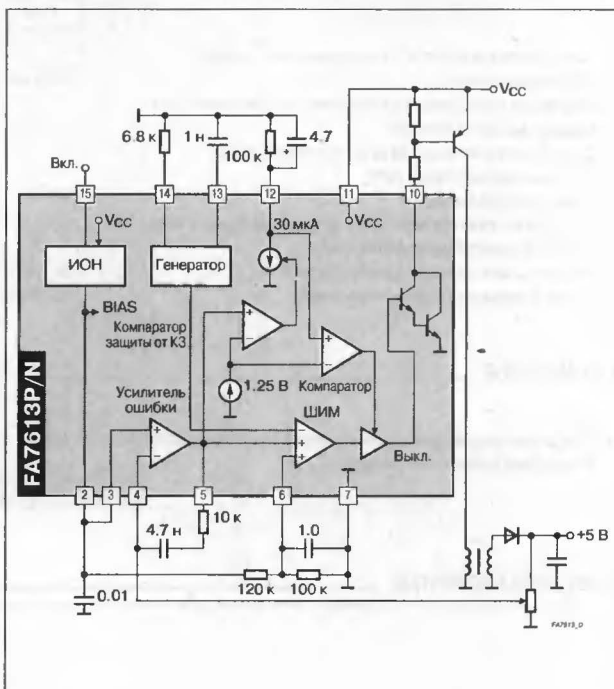 VCC
6.8 к
1 н
100 к
4.7
+
Вкл.
15
14
13
12
11
10
VCC
30 мкА
VCC
ИОН
Генератор
BIAS
Компаратор
защиты от КЗ
1.25 В
Компаратор
Усилитель
ошибки
ШИМ
Выкл.
FA7613P/N
2
3
4
5
6
7
10 к
4.7 н
1.0
+5 В
120 к
100 к
0.01
FA7613_D